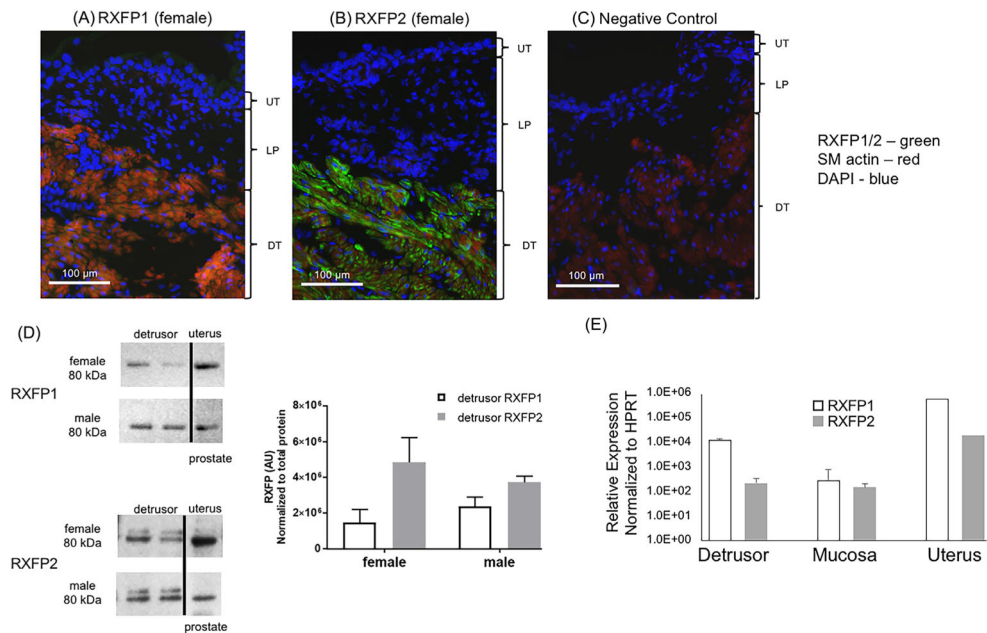 (A) RXFP1 (female)
(B) RXFP2 (female)
(C) Negative Control
UT
LP
DT
100 µm
UT
LP
DT
100 µm
UT
LP
DT
100 µm
RXFP1/2 – green
SM actin – red
DAPI - blue
(D)
detrusor uterus
female
80 kDa
RXFP1
male
80 kDa
prostate
detrusor uterus
female
80 kDa
RXFP2
male
80 kDa
prostate
RXFP (AU)
Normalized to total protein
8×10⁶
6×10⁶
4×10⁶
2×10⁶
0
detrusor RXFP1
detrusor RXFP2
female male
(E)
Relative Expression
Normalized to HPRT
1.0E+06
1.0E+05
1.0E+04
1.0E+03
1.0E+02
1.0E+01
1.0E+00
RXFP1
RXFP2
Detrusor Mucosa Uterus